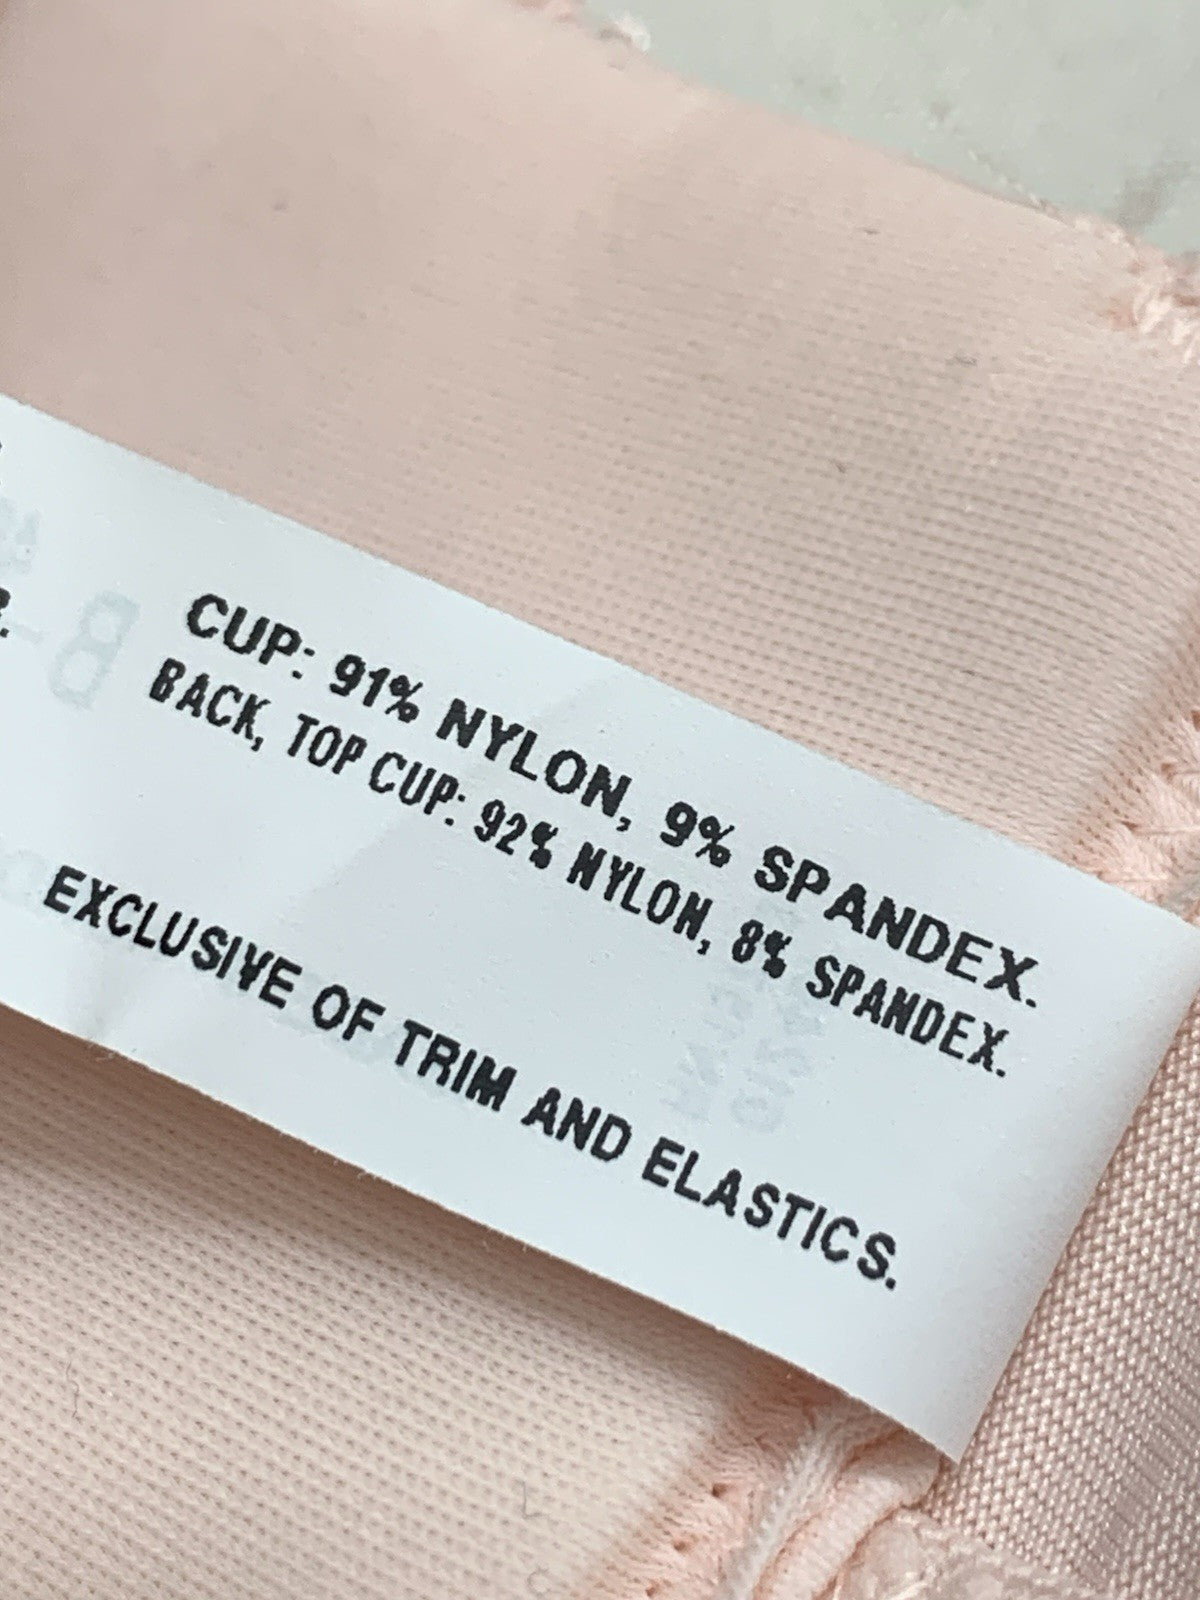 CUP: 91% NYLON, 9% SPANDEX.
BACK, TOP CUP: 92% NYLON, 8% SPANDEX.
EXCLUSIVE OF TRIM AND ELASTICS.